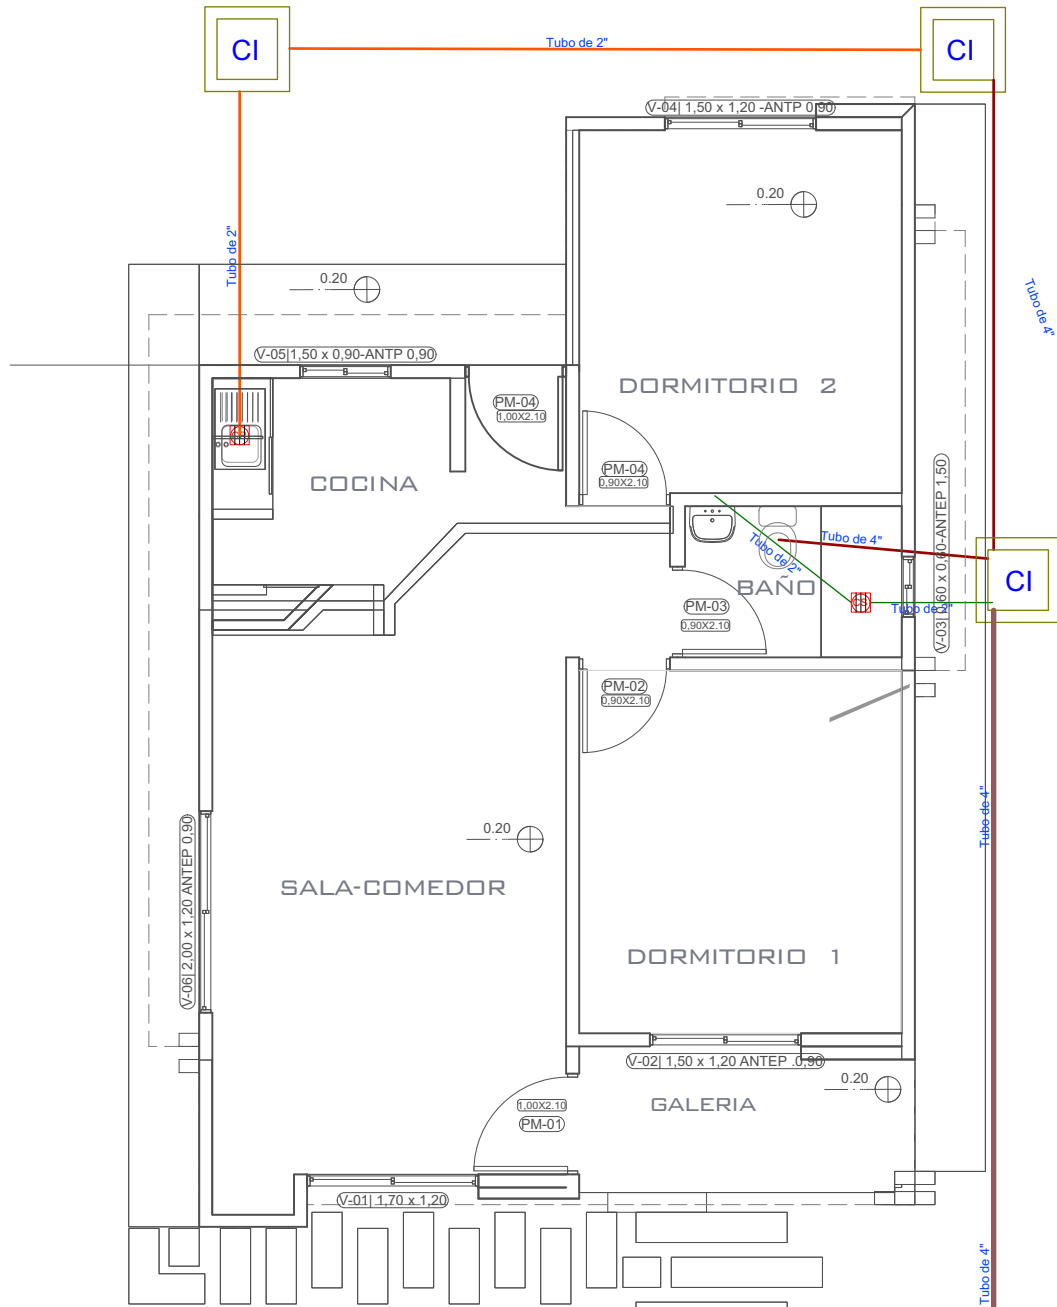 CI
Tubo de 2"
CI
V-04| 1,50 x 1,20 -ANTP 0,90
0.20
Tubo de 2"
0.20
Tubo de 4"
V-05|1,50 x 0,90-ANTP 0,90
DORMITORIO 2
PM-04
1,00X2.10
COCINA
PM-04
0,90X2.10
V-03| 0,60 x 0,60-ANTEP 1,50
Tubo de 4"
Tubo de 2"
CI
BAÑO
PM-03
0,90X2.10
Tubo de 2"
PM-02
0,90X2.10
0.20
Tubo de 4"
V-06| 2,00 x 1,20 ANTEP 0,90
SALA-COMEDOR
DORMITORIO 1
V-02| 1,50 x 1,20 ANTEP .0,90
0.20
1,00X2.10
PM-01
GALERIA
V-01| 1,70 x 1,20
Tubo de 4"